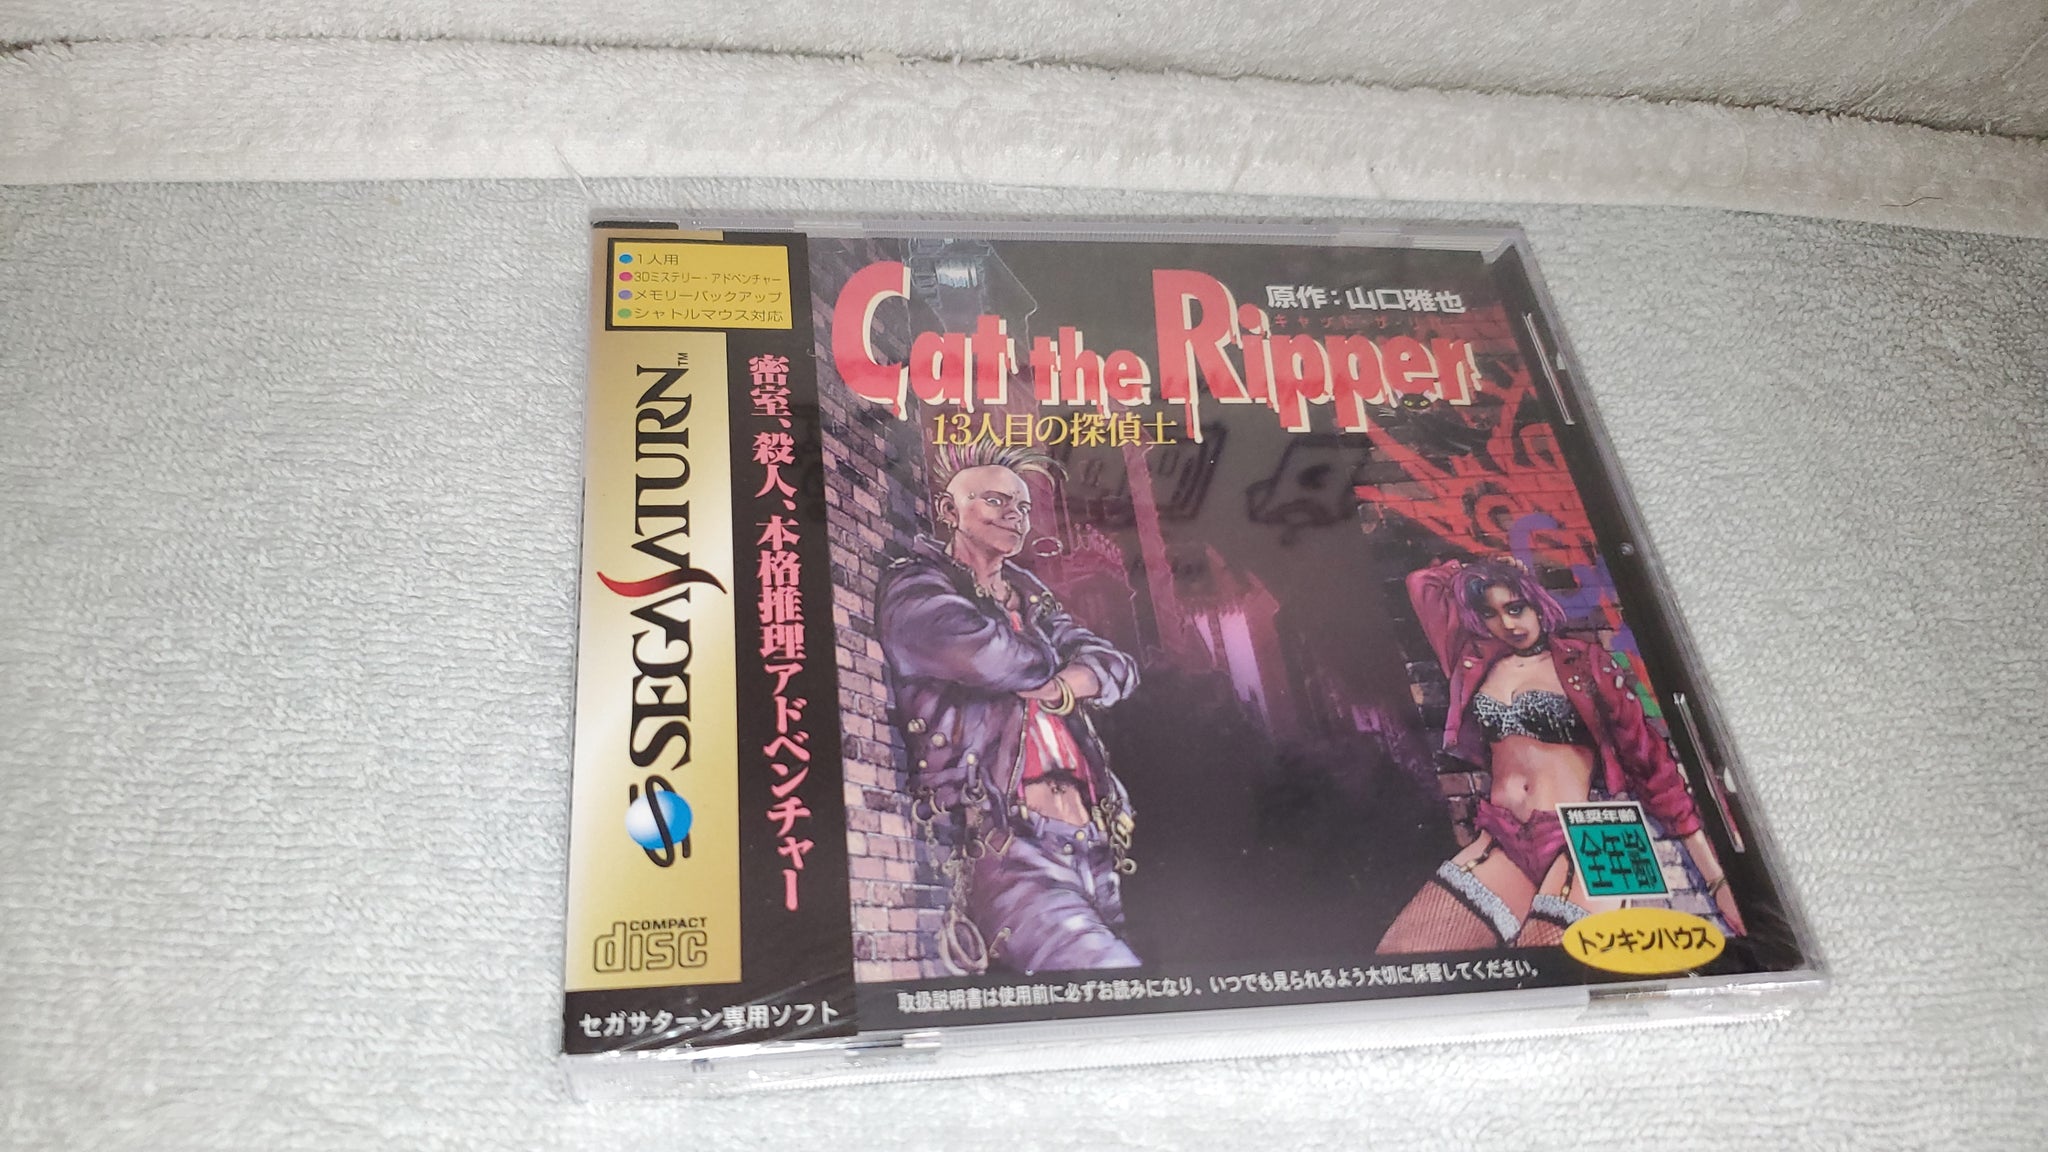 1人用
3Dミステリー・アドベンチャー
メモリーバックアップ
シャトルマウス対応
SEGA SATURN™
密室、殺人、本格推理アドベンチャー
COMPACT
disc
セガサターン専用ソフト
Cat the Ripper
原作：山口雅也
13人目の探偵士
推奨年齢
全年齢
トンキンハウス
取扱説明書は使用前に必ずお読みになり、いつでも見られるよう大切に保管してください。